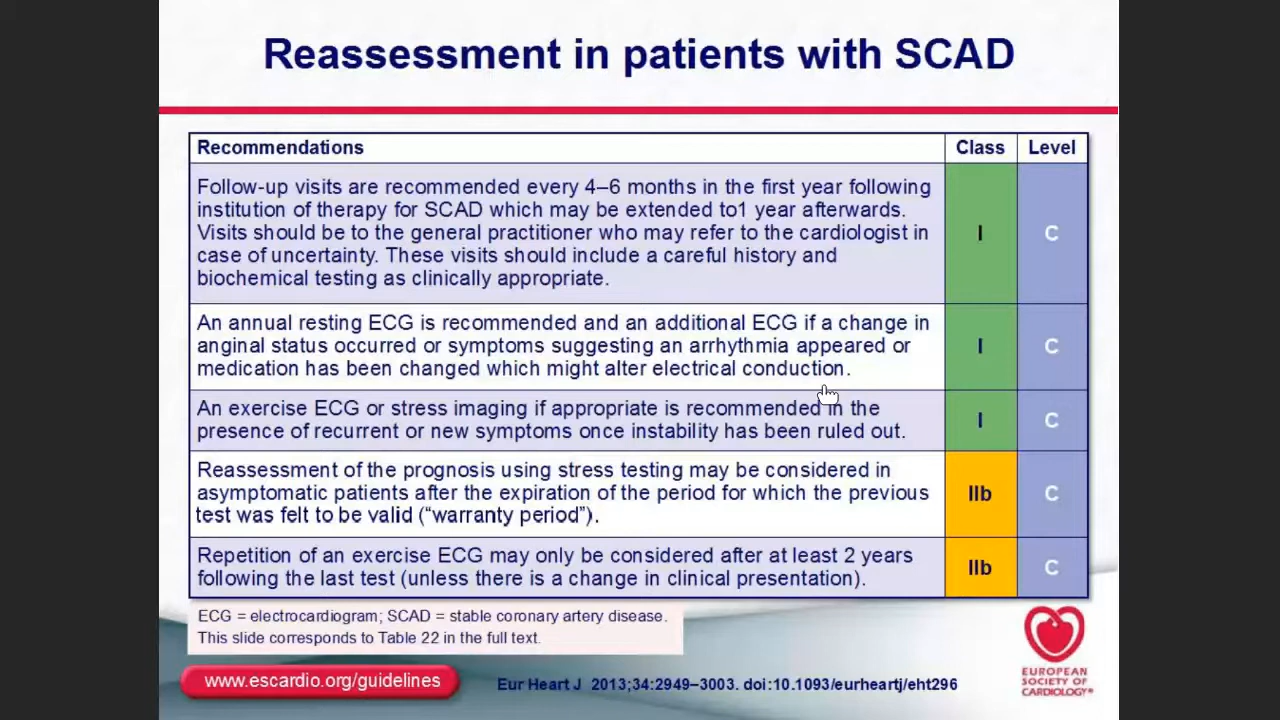 Reassessment in patients with SCAD
Recommendations Class Level
Follow-up visits are recommended every 4–6 months in the first year following
institution of therapy for SCAD which may be extended to1 year afterwards.
Visits should be to the general practitioner who may refer to the cardiologist in
case of uncertainty. These visits should include a careful history and
biochemical testing as clinically appropriate.
I C
An annual resting ECG is recommended and an additional ECG if a change in
anginal status occurred or symptoms suggesting an arrhythmia appeared or
medication has been changed which might alter electrical conduction.
I C
An exercise ECG or stress imaging if appropriate is recommended in the
presence of recurrent or new symptoms once instability has been ruled out.
I C
Reassessment of the prognosis using stress testing may be considered in
asymptomatic patients after the expiration of the period for which the previous
test was felt to be valid (“warranty period”).
IIb C
Repetition of an exercise ECG may only be considered after at least 2 years
following the last test (unless there is a change in clinical presentation).
IIb C
ECG = electrocardiogram; SCAD = stable coronary artery disease.
This slide corresponds to Table 22 in the full text.
www.escardio.org/guidelines
Eur Heart J 2013;34:2949–3003. doi:10.1093/eurheartj/eht296
EUROPEAN
SOCIETY OF
CARDIOLOGY®